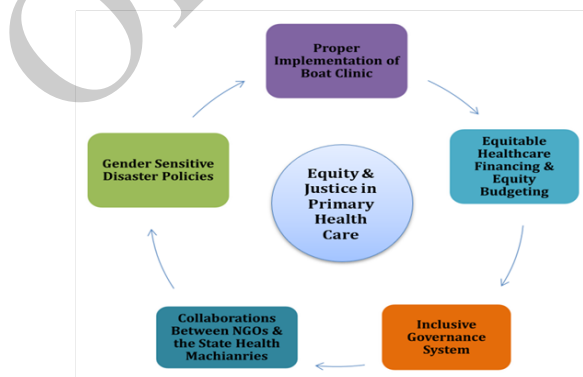 Proper
Implementation of
Boat Clinic
Equitable
Healthcare
Financing &
Equity
Budgeting
Inclusive
Governance
System
Collaborations
Between NGOs &
the State Health
Machianries
Gender Sensitive
Disaster Policies
Equity &
Justice in
Primary
Health
Care